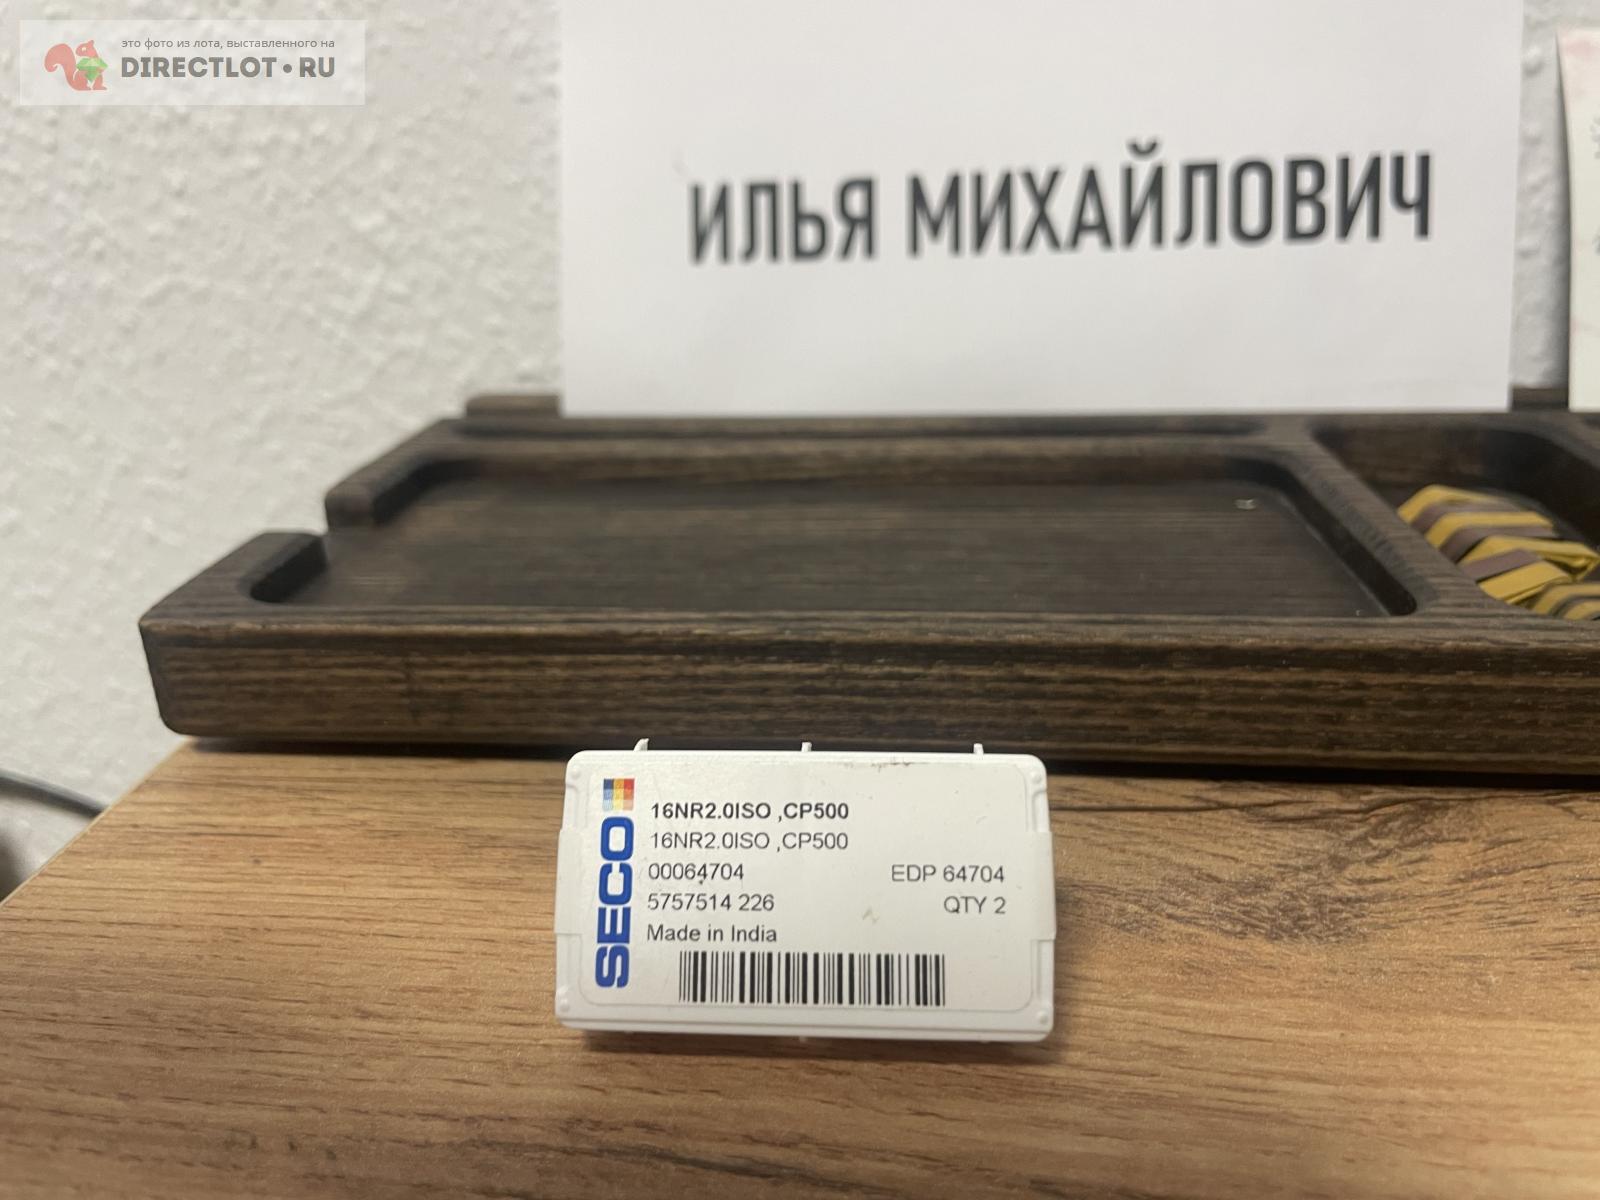 это фото из лота, выставленного на
DIRECTLOT•RU
ИЛЬЯ МИХАЙЛОВИЧ
SECO
16NR2.0ISO ,CP500
16NR2.0ISO ,CP500
00064704 EDP 64704
5757514 226 QTY 2
Made in India